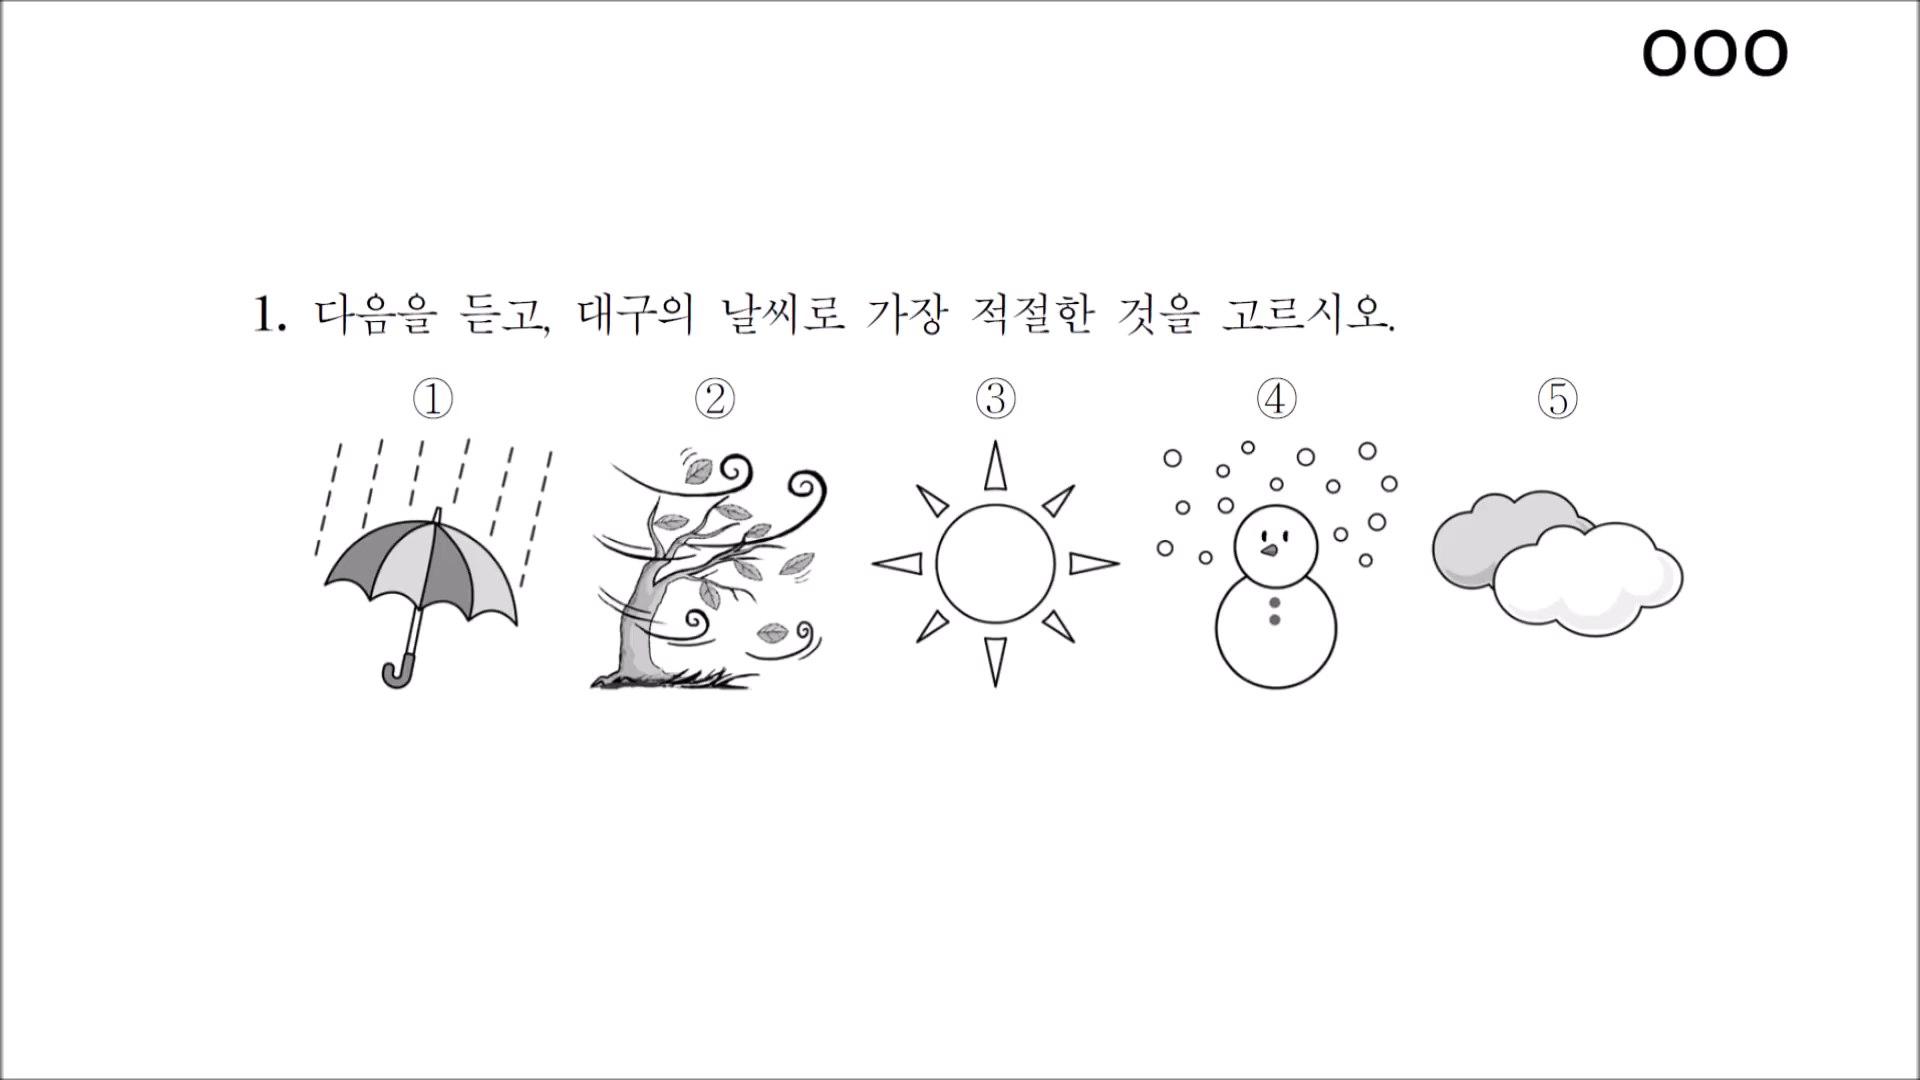 OOO
1. 다음을 듣고, 대구의 날씨로 가장 적절한 것을 고르시오.
① ② ③ ④ ⑤